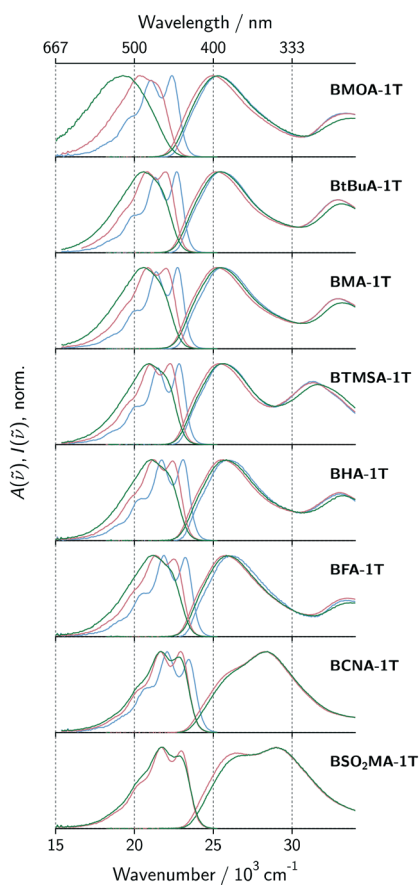 Wavelength / nm
667 500 400 333
BMOA-1T
BtBuA-1T
BMA-1T
BTMSA-1T
BHA-1T
BFA-1T
BCNA-1T
BSO₂MA-1T
A(ν̃), I(ν̃), norm.
15 20 25 30
Wavenumber / 10³ cm⁻¹